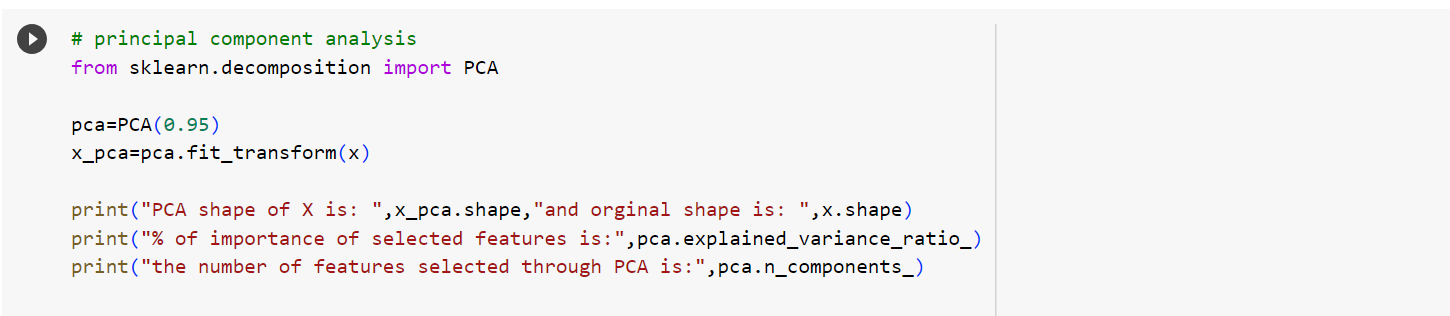 # principal component analysis
from sklearn.decomposition import PCA
pca=PCA(0.95)
x_pca=pca.fit_transform(x)
print("PCA shape of X is: ",x_pca.shape,"and orginal shape is: ",x.shape)
print("% of importance of selected features is:",pca.explained_variance_ratio_)
print("the number of features selected through PCA is:",pca.n_components_)